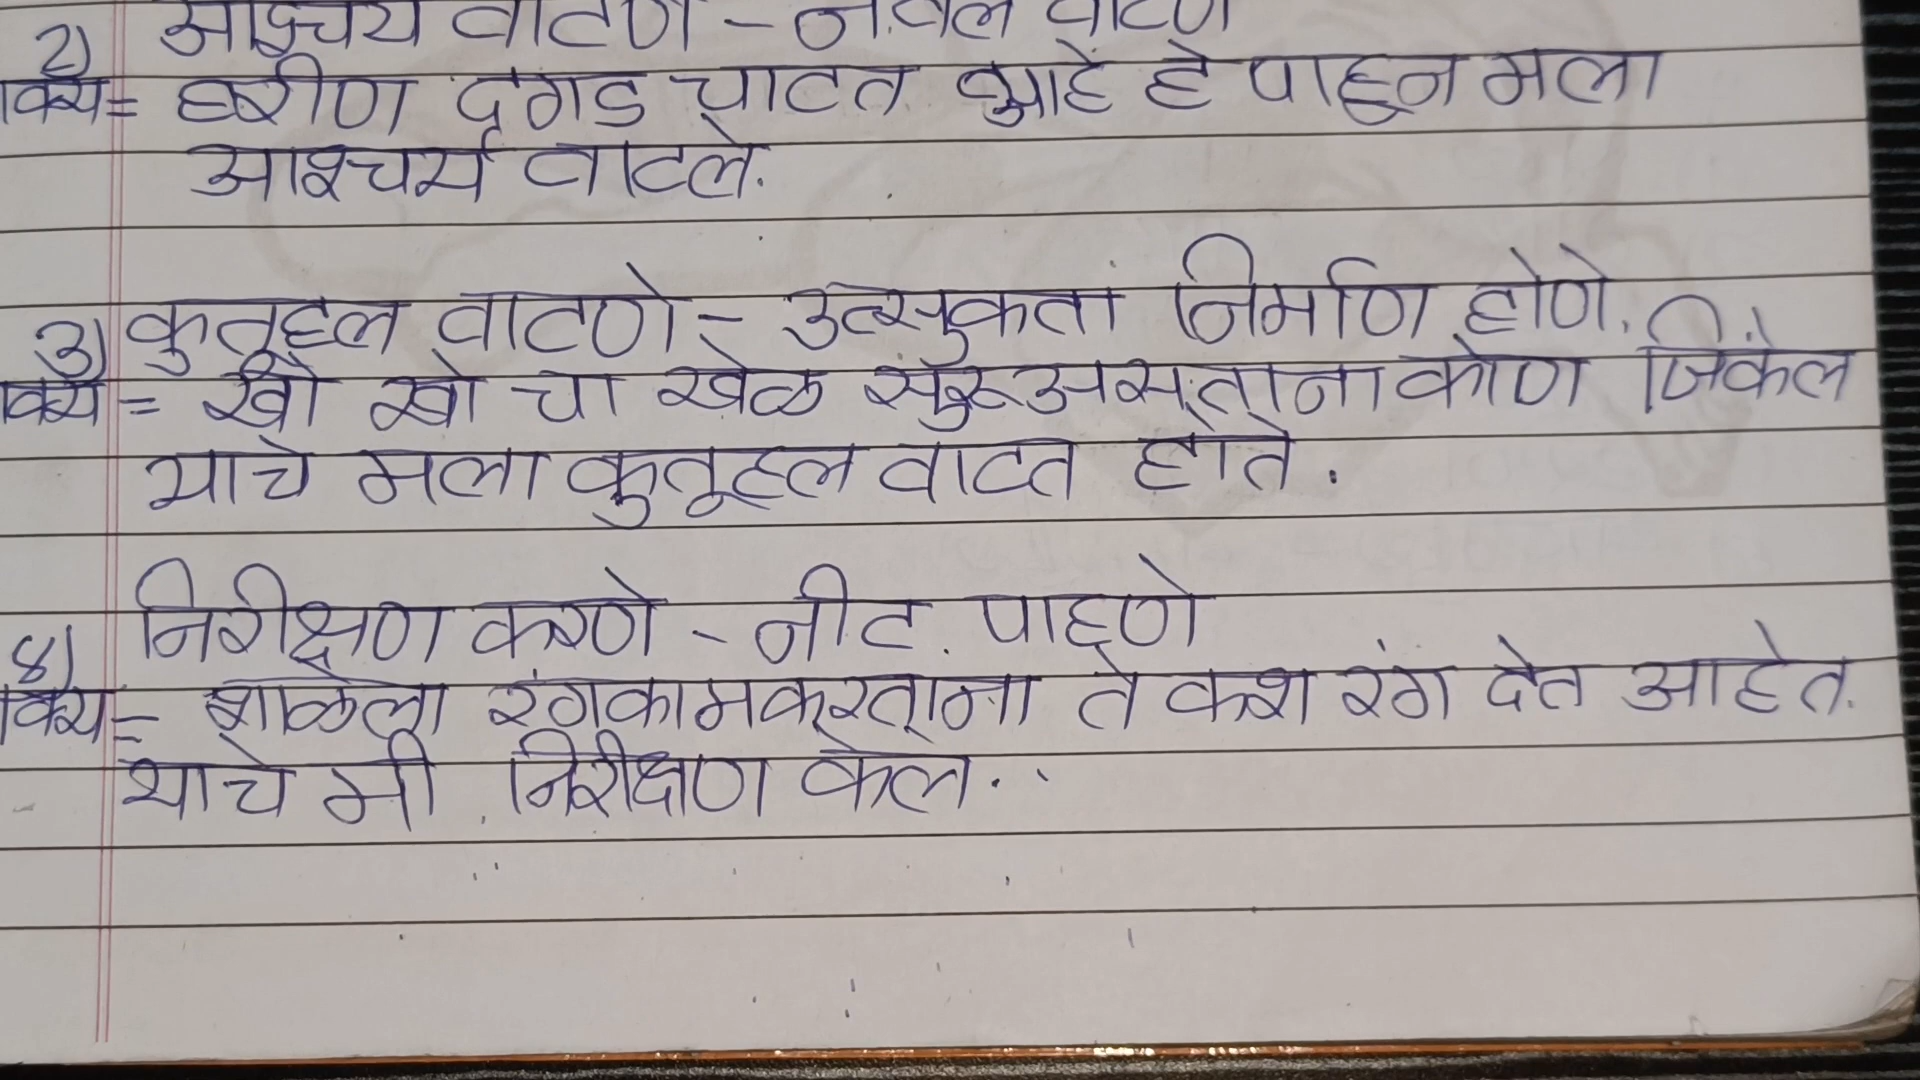 २) आश्चर्य वाटणे - नवल वाटणे
वाक्य= हरीण दगड चाटत आहे हे पाहून मला
आश्चर्य वाटले.
३) कुतूहल वाटणे - उत्सुकता निर्माण होणे.
वाक्य = खो खो चा खेळ सुरू असताना कोण जिंकेल
याचे मला कुतूहल वाटत होते.
४) निरीक्षण करणे - नीट पाहणे
वाक्य= शाळेला रंगकाम करताना ते कश रंग देत आहेत.
याचे मी निरीक्षण केल.